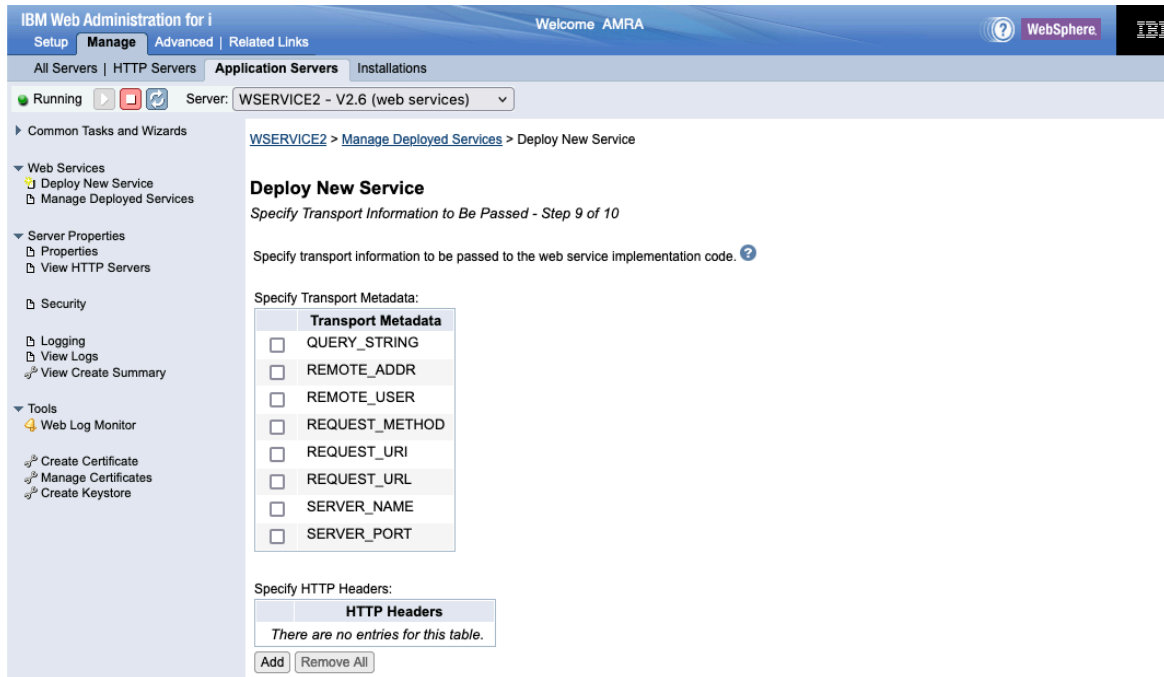 IBM Web Administration for i
Welcome AMRA
WebSphere.
Setup Manage Advanced | Related Links
All Servers | HTTP Servers Application Servers Installations
Running Server: WSERVICE2 - V2.6 (web services)
Common Tasks and Wizards
Web Services
Deploy New Service
Manage Deployed Services
Server Properties
Properties
View HTTP Servers
Security
Logging
View Logs
View Create Summary
Tools
Web Log Monitor
Create Certificate
Manage Certificates
Create Keystore
WSERVICE2 > Manage Deployed Services > Deploy New Service
Deploy New Service
Specify Transport Information to Be Passed - Step 9 of 10
Specify transport information to be passed to the web service implementation code. ?
Specify Transport Metadata:
Transport Metadata
QUERY_STRING
REMOTE_ADDR
REMOTE_USER
REQUEST_METHOD
REQUEST_URI
REQUEST_URL
SERVER_NAME
SERVER_PORT
Specify HTTP Headers:
HTTP Headers
There are no entries for this table.
Add Remove All